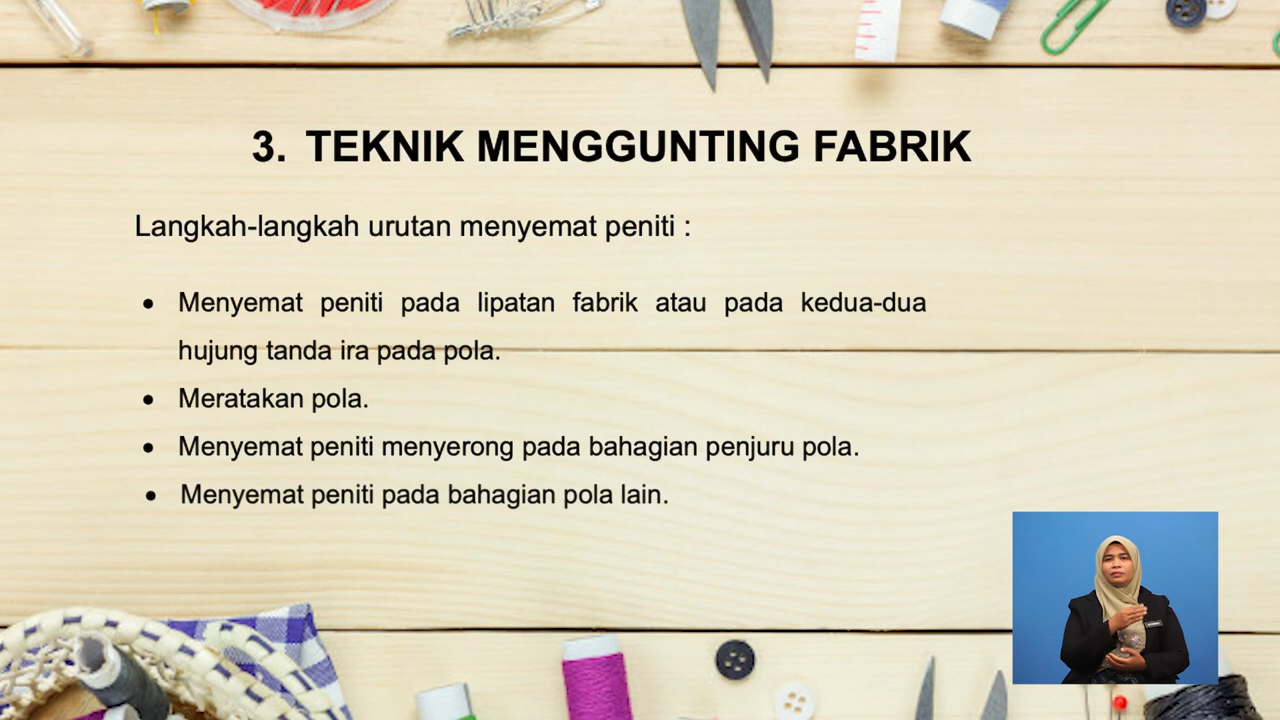 3. TEKNIK MENGGUNTING FABRIK
Langkah-langkah urutan menyemat peniti :
• Menyemat peniti pada lipatan fabrik atau pada kedua-dua
hujung tanda ira pada pola.
• Meratakan pola.
• Menyemat peniti menyerong pada bahagian penjuru pola.
• Menyemat peniti pada bahagian pola lain.